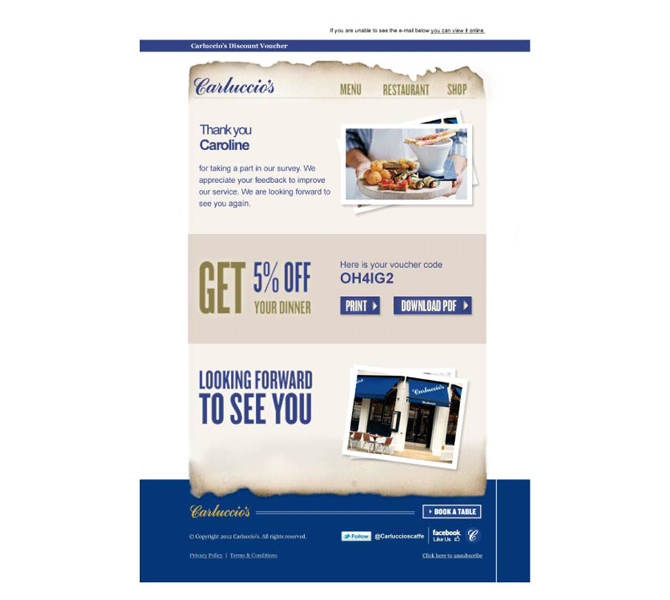 If you are unable to see the e-mail below you can view it online.
Carluccio's Discount Voucher
Carluccio's
MENU RESTAURANT SHOP
Thank you
Caroline
for taking a part in our survey. We
appreciate your feedback to improve
our service. We are looking forward to
see you again.
GET 5% OFF
YOUR DINNER
Here is your voucher code
OH4IG2
PRINT DOWNLOAD PDF
LOOKING FORWARD
TO SEE YOU
Carluccio's
Carluccio's
BOOK A TABLE
© Copyright 2012 Carluccio's. All rights reserved.
Follow @Carluccioscaffe
facebook
Like Us
Privacy Policy | Terms & Conditions
Click here to unsubscribe